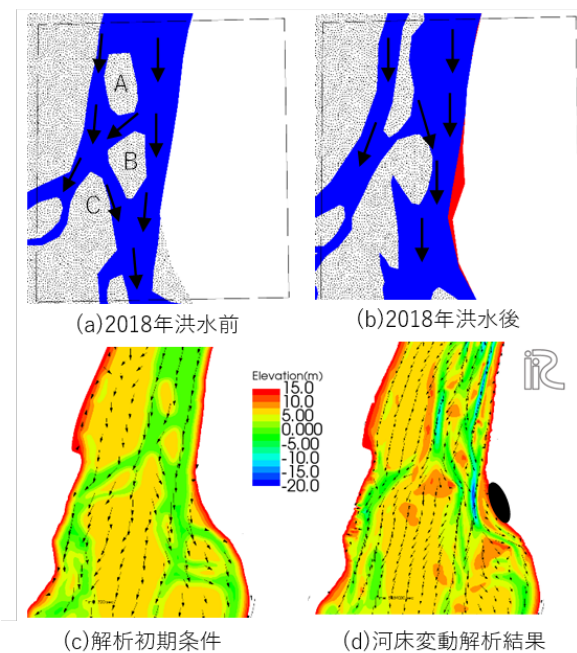 A
B
C
(a)2018年洪水前
(b)2018年洪水後
Elevation(m)
15.0
10.0
5.00
0.000
-5.00
-10.0
-15.0
-20.0
iRIC
(c)解析初期条件
(d)河床変動解析結果